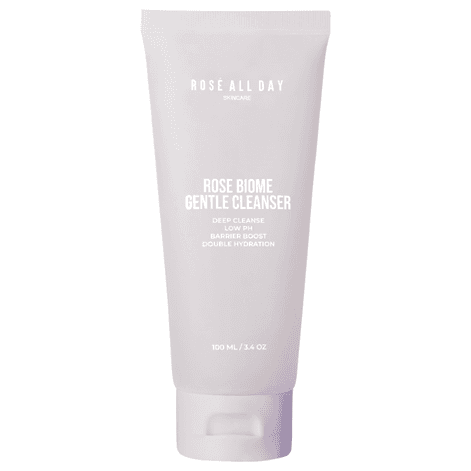 ROSÉ ALL DAY
SKINCARE
ROSE BIOME
GENTLE CLEANSER
DEEP CLEANSE
LOW PH
BARRIER BOOST
DOUBLE HYDRATION
100 ML / 3.4 OZ